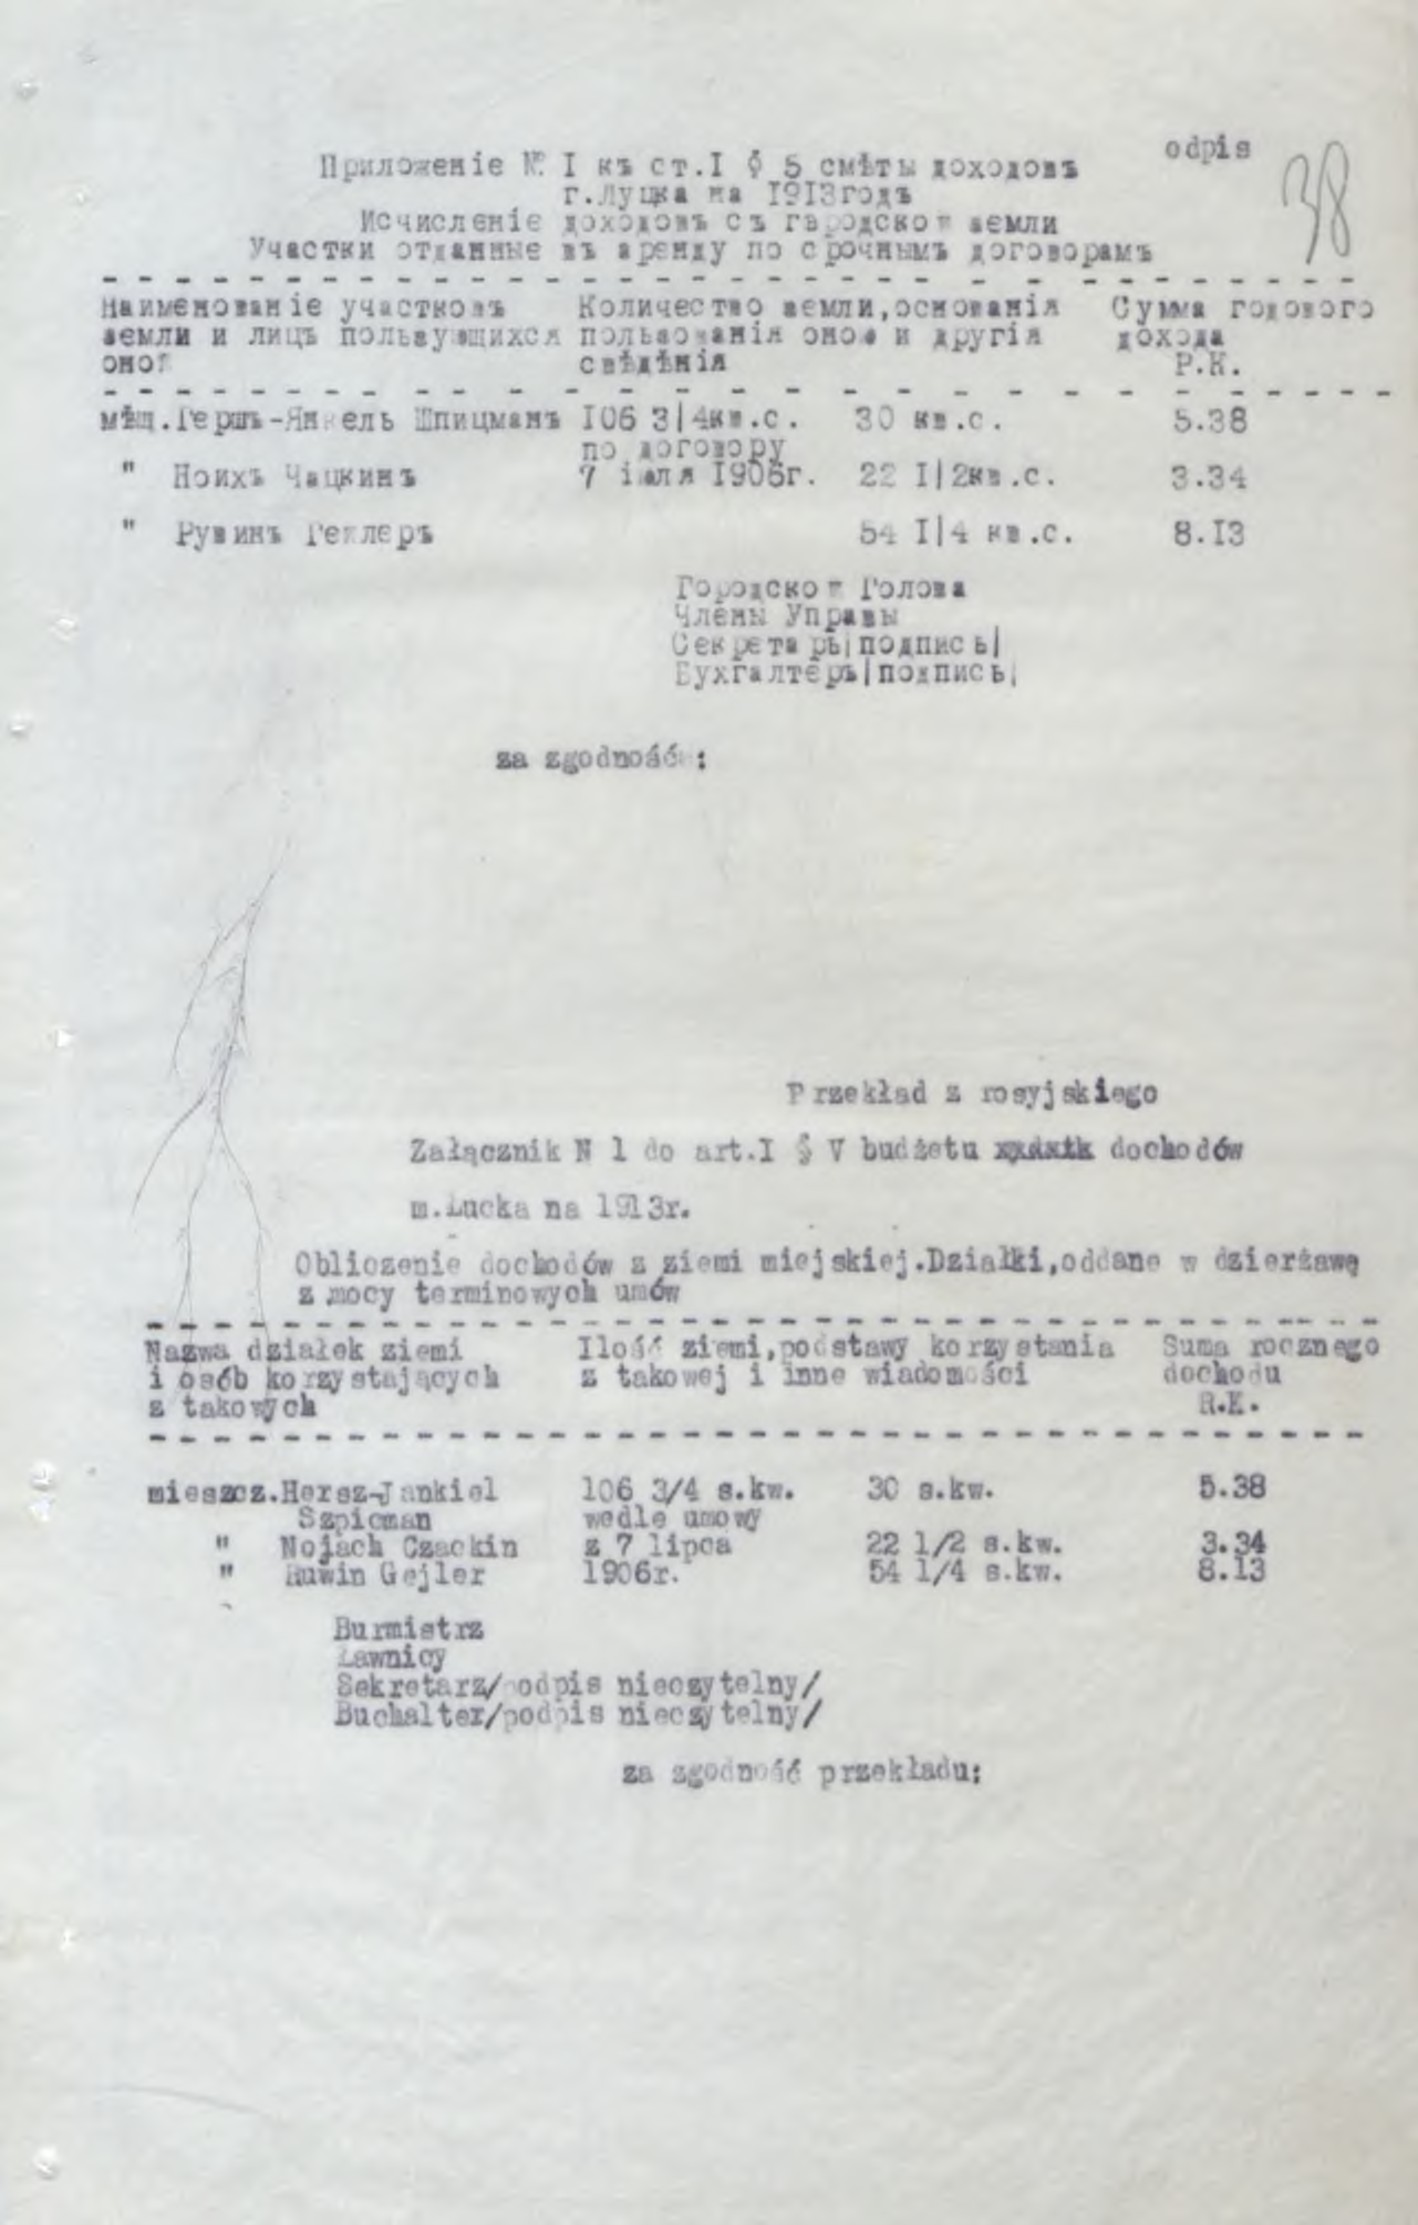 odpis
38
Приложеніе № I къ ст.I § 5 смѣты доходовъ
г.Луцка на 1913годъ
Исчисленіе доходовъ съ городской земли
Участки отданные въ аренду по срочнымъ договорамъ
Наименованіе участковъ Количество земли,основанія Сумма годового
земли и лицъ пользующихся пользованія оной и другія дохода
оной свѣдѣнія Р.К.
мѣщ.Гершъ-Янкель Шпицманъ 106 3|4кв.с. 30 кв.с. 5.38
по договору
" Ноихъ Чацкинъ 7 іюля 1906г. 22 I|2кв.с. 3.34
" Рувинъ Гейлеръ 54 I|4 кв.с. 8.13
Городской Голова
Члены Управы
Секретарь|подпись|
Бухгалтеръ|подпись|
za zgodność :
Przekład z rosyjskiego
Załącznik N 1 do art.I § V budżetu dochodów
m.Łucka na 1913r.
Obliczenie dochodów z ziemi miejskiej.Działki,oddane w dzierżawę
z mocy terminowych umów
Nazwa działek ziemi Ilość ziemi,podstawy korzystania Suma rocznego
i osób korzystających z takowej i inne wiadomości dochodu
z takowych R.K.
mieszcz.Hersz-Jankiel 106 3/4 s.kw. 30 s.kw. 5.38
Szpicman wedle umowy
" Nojach Czackin z 7 lipca 22 1/2 s.kw. 3.34
" Ruwin Gejler 1906r. 54 1/4 s.kw. 8.13
Burmistrz
Ławnicy
Sekretarz/podpis nieczytelny/
Buchalter/podpis nieczytelny/
za zgodność przekładu: